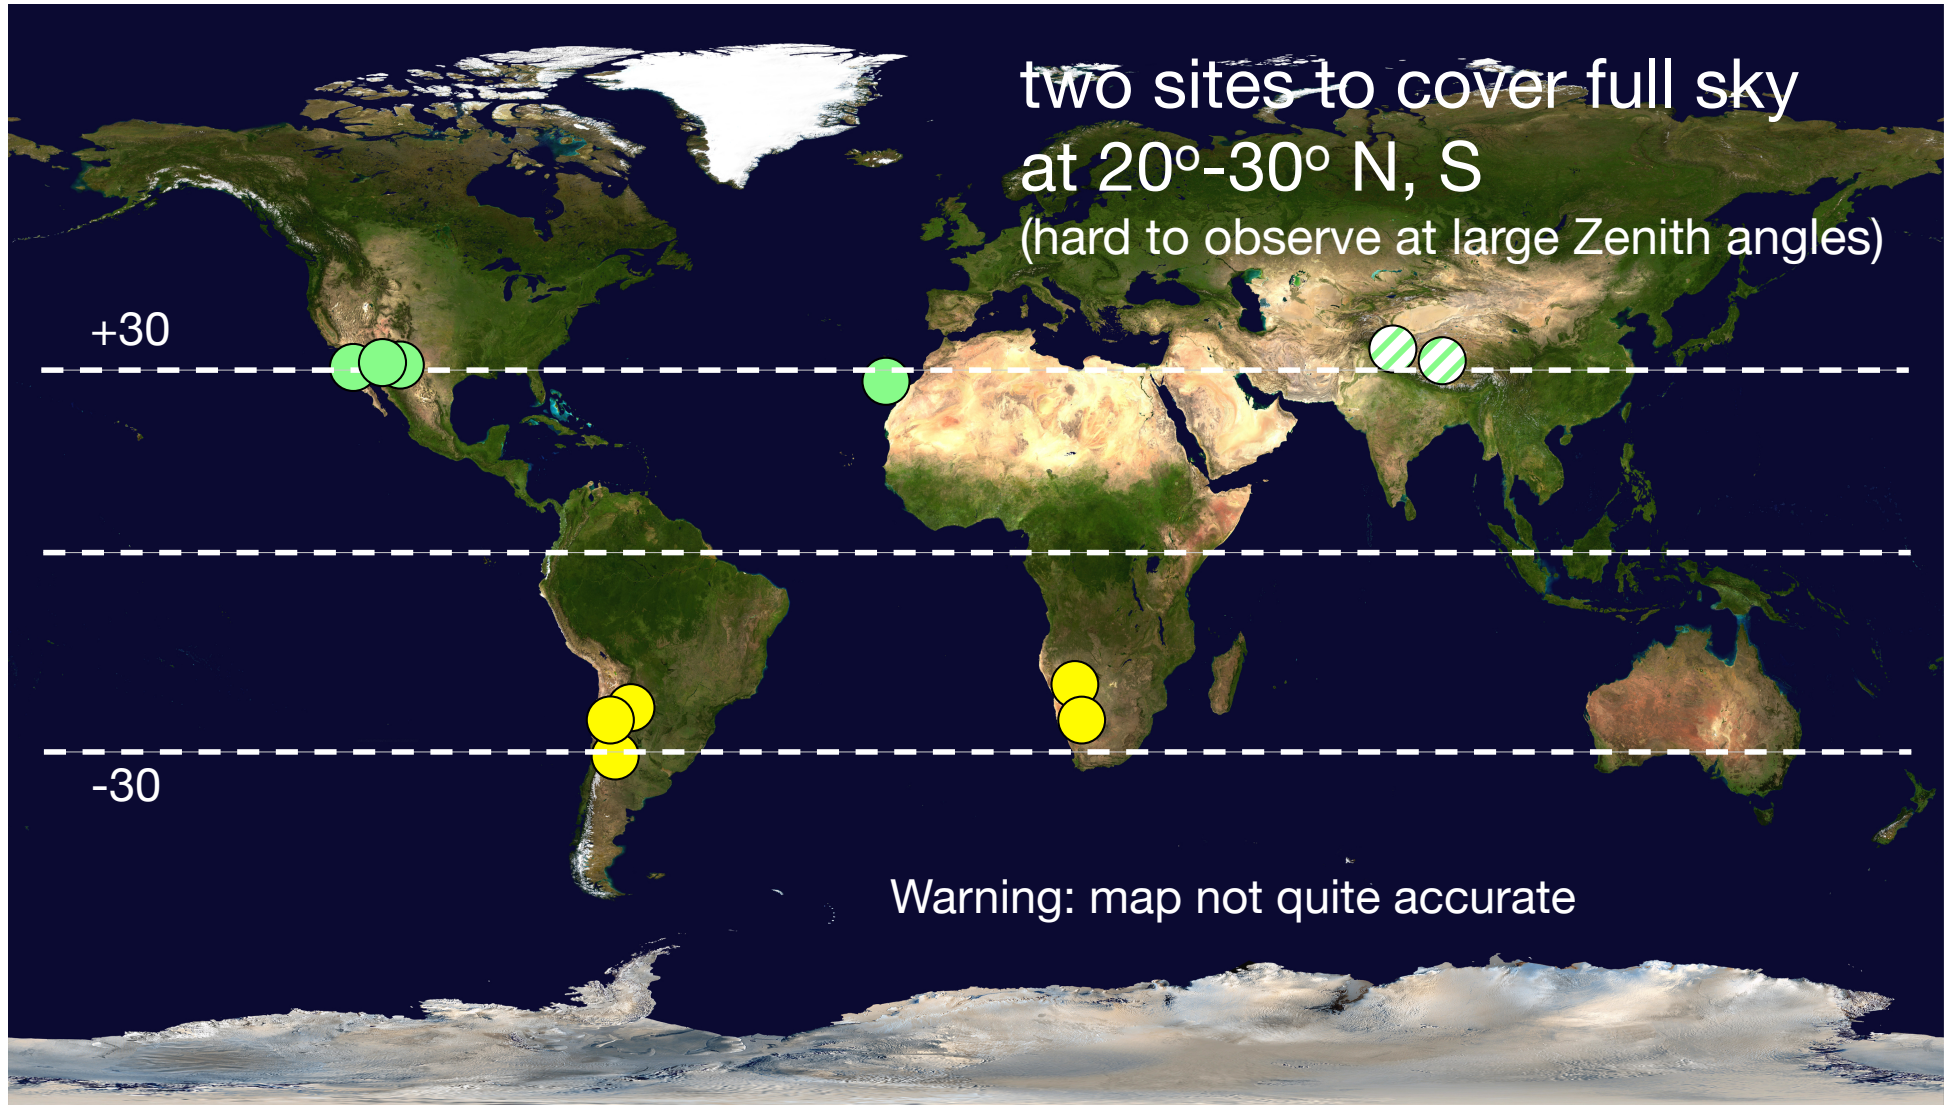 two sites to cover full sky
at 20º-30º N, S
(hard to observe at large Zenith angles)
+30
-30
Warning: map not quite accurate